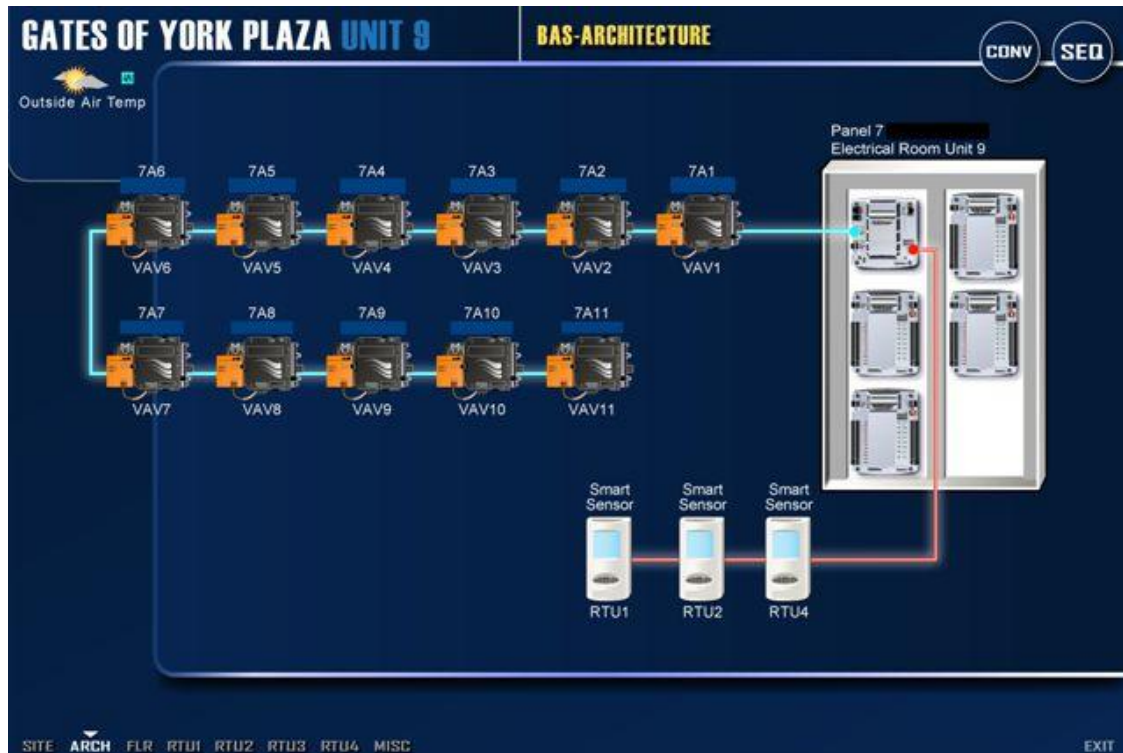 GATES OF YORK PLAZA UNIT 9
BAS-ARCHITECTURE
CONV
SEQ
Outside Air Temp
Panel 7
Electrical Room Unit 9
7A6 7A5 7A4 7A3 7A2 7A1
VAV6 VAV5 VAV4 VAV3 VAV2 VAV1
7A7 7A8 7A9 7A10 7A11
VAV7 VAV8 VAV9 VAV10 VAV11
Smart Smart Smart
Sensor Sensor Sensor
RTU1 RTU2 RTU4
SITE ARCH FLR RTU1 RTU2 RTU3 RTU4 MISC EXIT